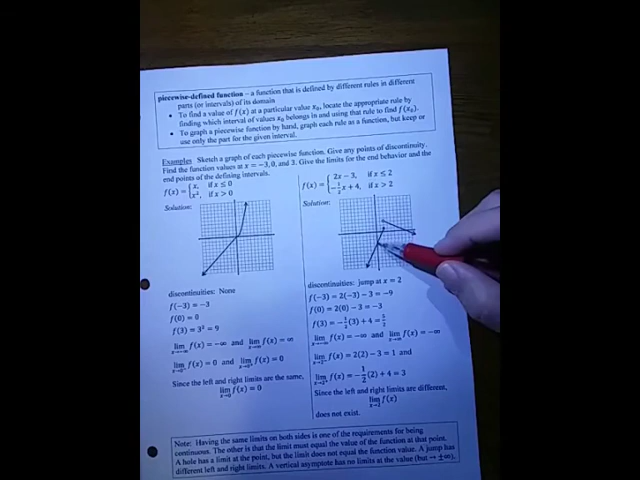 piecewise-defined function – a function that is defined by different rules in different
parts (or intervals) of its domain
• To find a value of f(x) at a particular value x₀, locate the appropriate rule by
finding which interval of values x₀ belongs in and using that rule to find f(x₀).
• To graph a piecewise function by hand, graph each rule as a function, but keep or
use only the part for the given interval.
Examples Sketch a graph of each piecewise function. Give any points of discontinuity.
Find the function values at x = −3, 0, and 3. Give the limits for the end behavior and the
end points of the defining intervals.
f(x) = { x, if x ≤ 0
x², if x > 0
Solution:
discontinuities: None
f(−3) = −3
f(0) = 0
f(3) = 3² = 9
lim x→−∞ f(x) = −∞ and lim x→∞ f(x) = ∞
lim x→0⁻ f(x) = 0 and lim x→0⁺ f(x) = 0
Since the left and right limits are the same,
lim x→0 f(x) = 0
f(x) = { 2x − 3, if x ≤ 2
−½x + 4, if x > 2
Solution:
discontinuities: jump at x = 2
f(−3) = 2(−3) − 3 = −9
f(0) = 2(0) − 3 = −3
f(3) = −½(3) + 4 = 5/2
lim x→−∞ f(x) = −∞ and lim x→∞ f(x) = −∞
lim x→2⁻ f(x) = 2(2) − 3 = 1 and
lim x→2⁺ f(x) = −½(2) + 4 = 3
Since the left and right limits are different,
lim x→2 f(x)
does not exist.
Note: Having the same limits on both sides is one of the requirements for being
continuous. The other is that the limit must equal the value of the function at that point.
A hole has a limit at the point, but the limit does not equal the function value. A jump has
different left and right limits. A vertical asymptote has no limits at the value (but → ±∞).